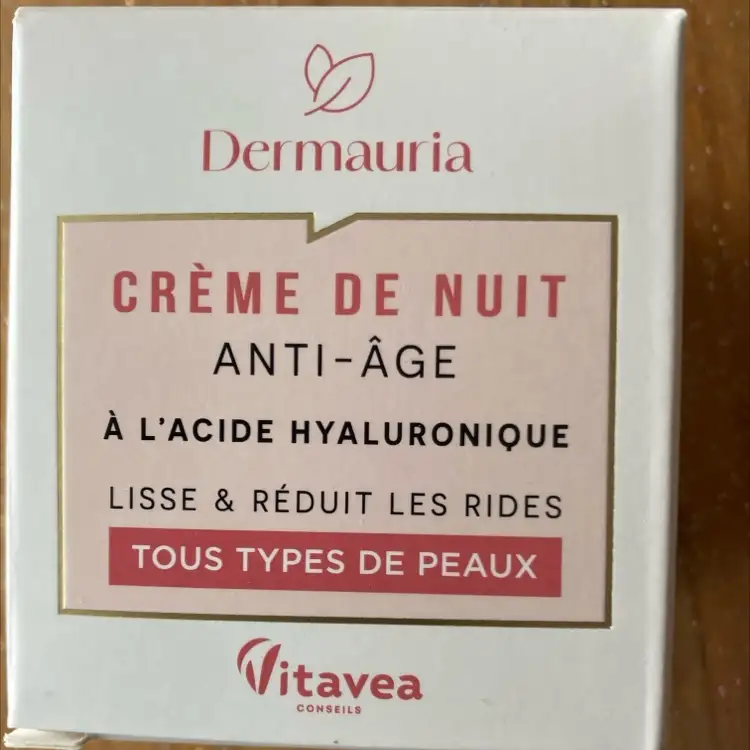 Dermauria
CRÈME DE NUIT
ANTI-ÂGE
À L'ACIDE HYALURONIQUE
LISSE & RÉDUIT LES RIDES
TOUS TYPES DE PEAUX
Vitavea
CONSEILS